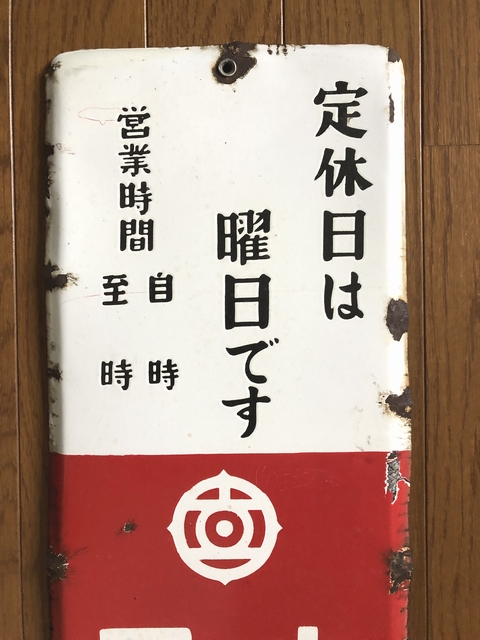 定休日は
曜日です
営業時間
自 時
至 時